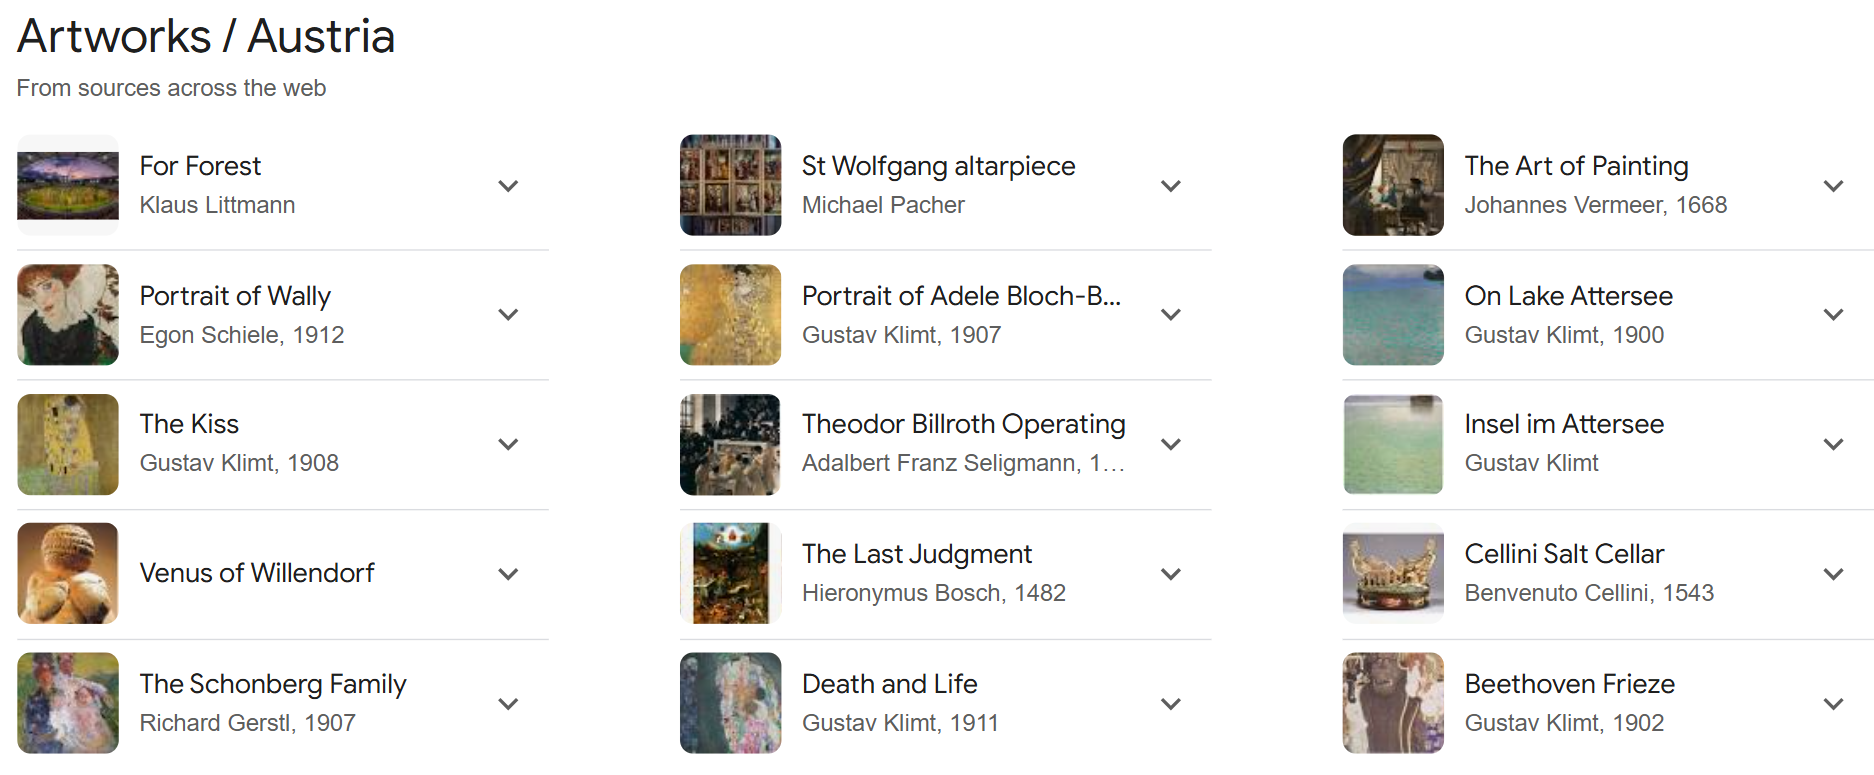 Artworks / Austria
From sources across the web
For Forest
Klaus Littmann
St Wolfgang altarpiece
Michael Pacher
The Art of Painting
Johannes Vermeer, 1668
Portrait of Wally
Egon Schiele, 1912
Portrait of Adele Bloch-B...
Gustav Klimt, 1907
On Lake Attersee
Gustav Klimt, 1900
The Kiss
Gustav Klimt, 1908
Theodor Billroth Operating
Adalbert Franz Seligmann, 1...
Insel im Attersee
Gustav Klimt
Venus of Willendorf
The Last Judgment
Hieronymus Bosch, 1482
Cellini Salt Cellar
Benvenuto Cellini, 1543
The Schonberg Family
Richard Gerstl, 1907
Death and Life
Gustav Klimt, 1911
Beethoven Frieze
Gustav Klimt, 1902